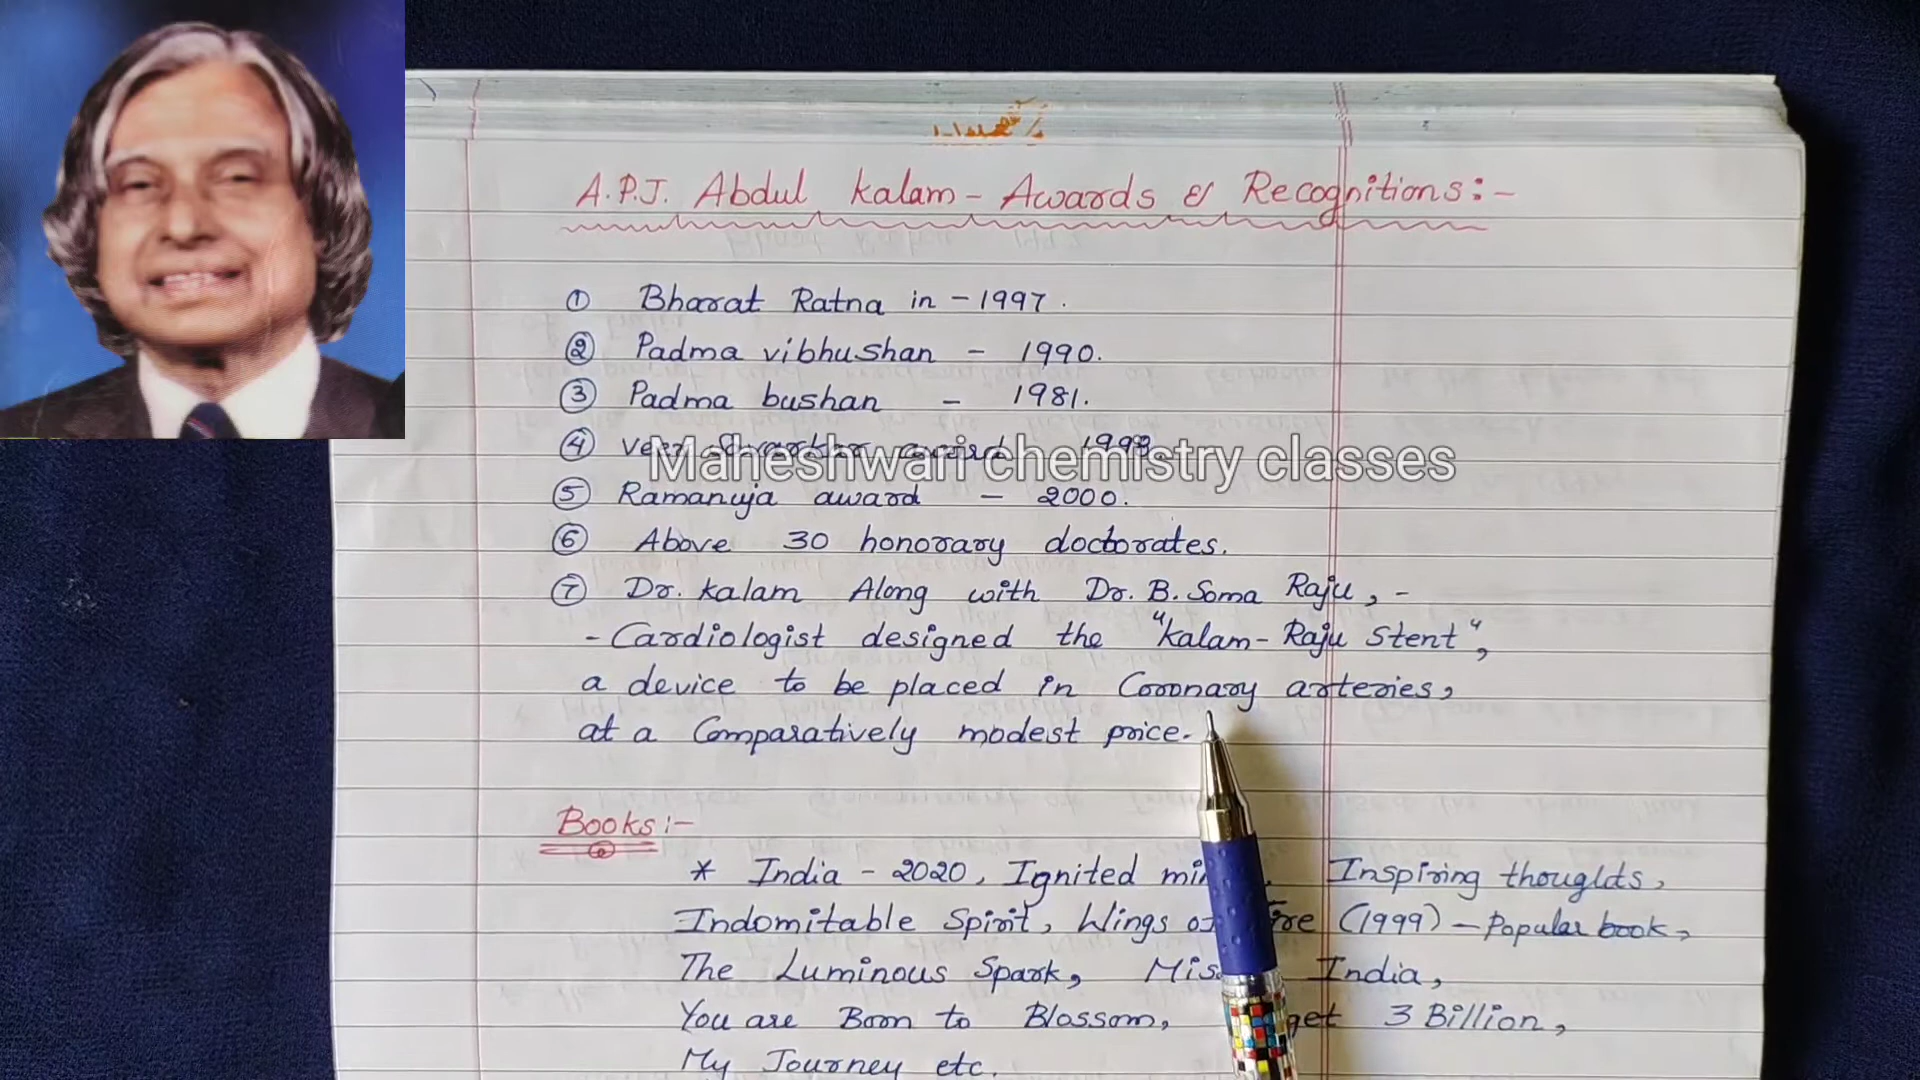 A.P.J. Abdul Kalam - Awards & Recognitions:-
① Bharat Ratna in - 1997.
② Padma vibhushan - 1990.
③ Padma bushan - 1981.
④ award 1998
Maheshwari chemistry classes
⑤ Ramanuja award - 2000.
⑥ Above 30 honorary doctorates.
⑦ Dr. Kalam Along with Dr. B. Soma Raju, -
- Cardiologist designed the "Kalam-Raju Stent",
a device to be placed in Coronary arteries,
at a Comparatively modest price.
Books:-
* India - 2020, Ignited Inspiring thoughts,
Indomitable Spirit, Wings (1999) - Popular book,
The Luminous Spark, India,
You are Born to Blossom, 3 Billion,
My Journey etc.